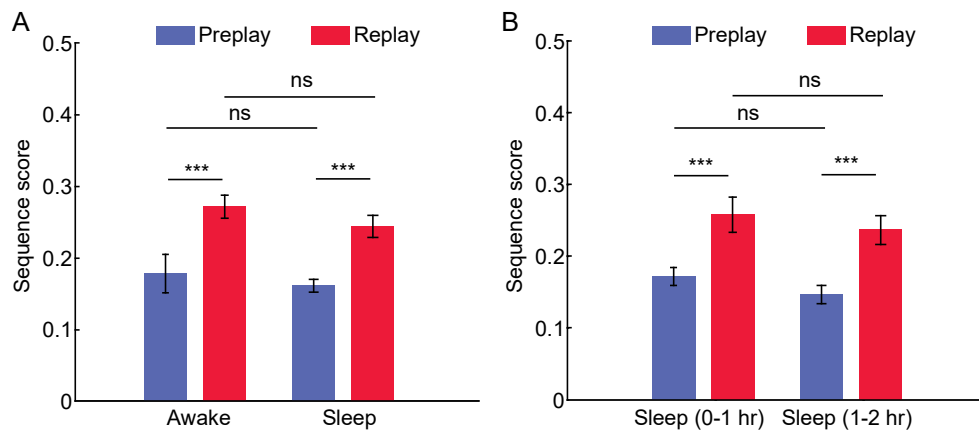 A
Preplay Replay
Sequence score
0.5
0.4
0.3
0.2
0.1
0
ns
ns
***
***
Awake Sleep
B
Preplay Replay
Sequence score
0.5
0.4
0.3
0.2
0.1
0
ns
ns
***
***
Sleep (0-1 hr) Sleep (1-2 hr)